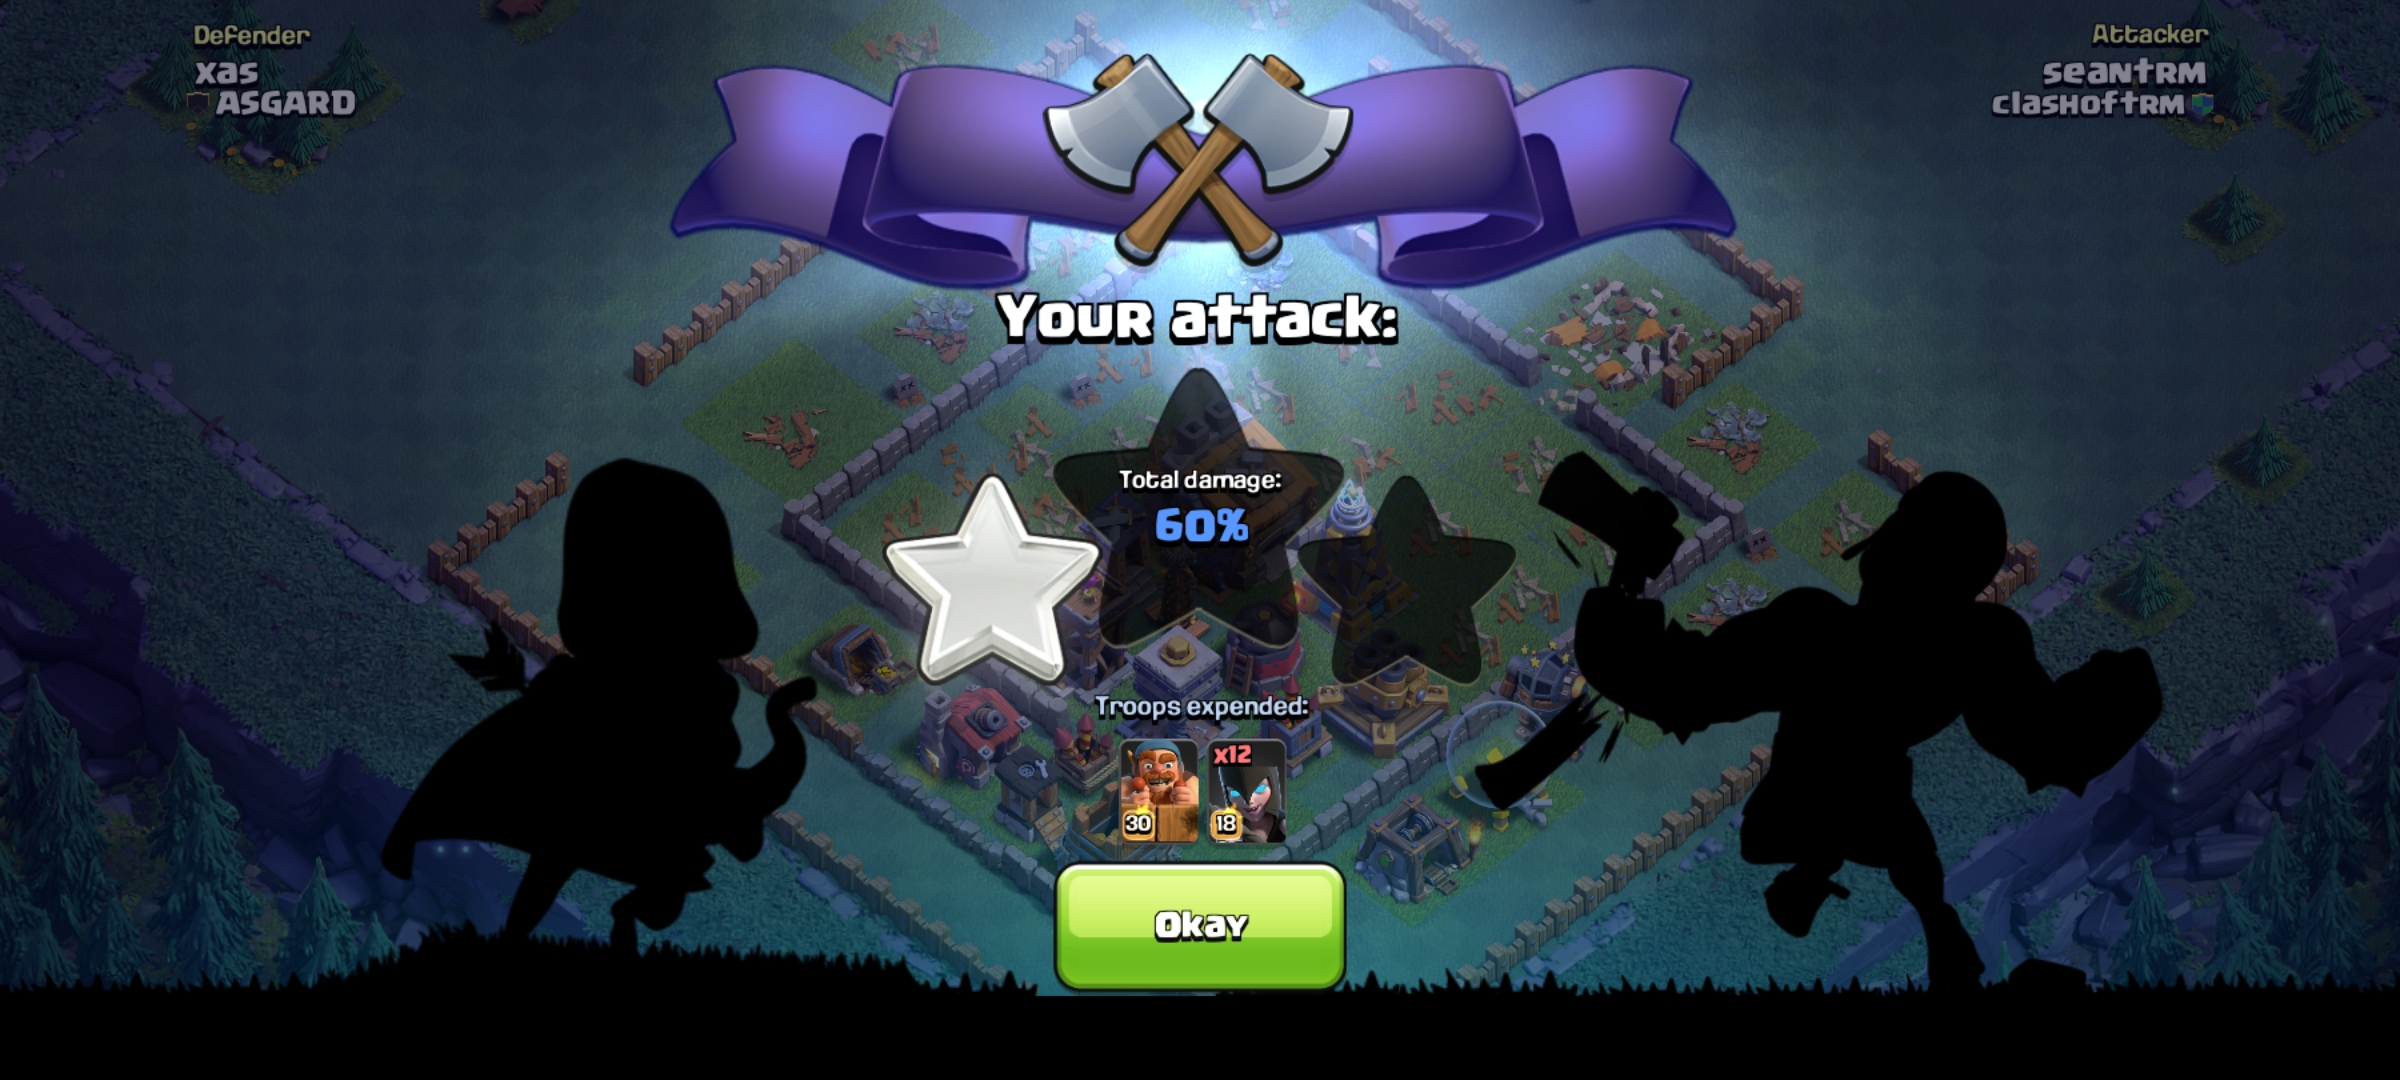 Defender
xas
ASGARD
Attacker
seantRM
clashoftRM
Your attack:
Total damage:
60%
Troops expended:
x12
30
18
Okay